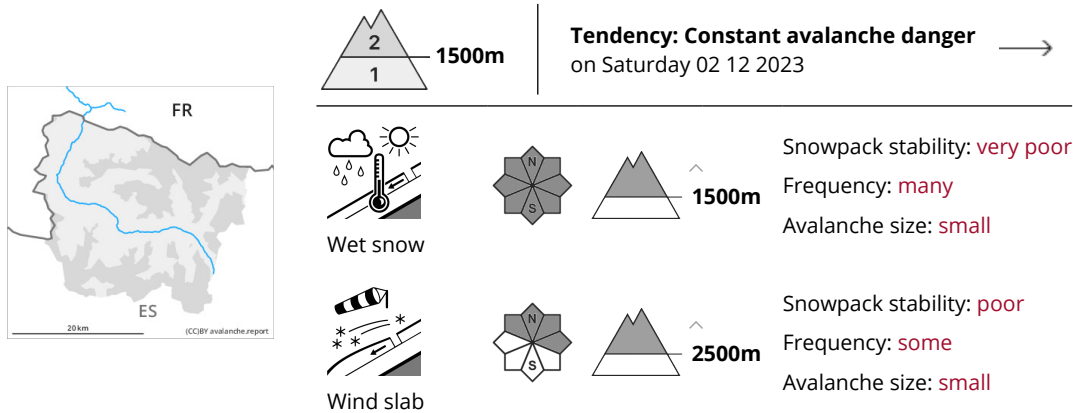 FR
ES
20 km
(CC)BY avalanche.report
2
1
1500m
Tendency: Constant avalanche danger
on Saturday 02 12 2023
Wet snow
N
S
1500m
Snowpack stability: very poor
Frequency: many
Avalanche size: small
Wind slab
N
S
2500m
Snowpack stability: poor
Frequency: some
Avalanche size: small